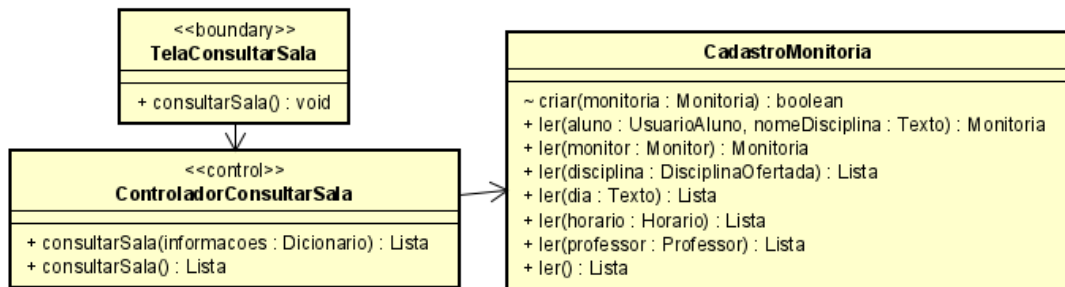 <<boundary>>
TelaConsultarSala
+ consultarSala() : void
<<control>>
ControladorConsultarSala
+ consultarSala(informacoes : Dicionario) : Lista
+ consultarSala() : Lista
CadastroMonitoria
~ criar(monitoria : Monitoria) : boolean
+ ler(aluno : UsuarioAluno, nomeDisciplina : Texto) : Monitoria
+ ler(monitor : Monitor) : Monitoria
+ ler(disciplina : DisciplinaOfertada) : Lista
+ ler(dia : Texto) : Lista
+ ler(horario : Horario) : Lista
+ ler(professor : Professor) : Lista
+ ler() : Lista